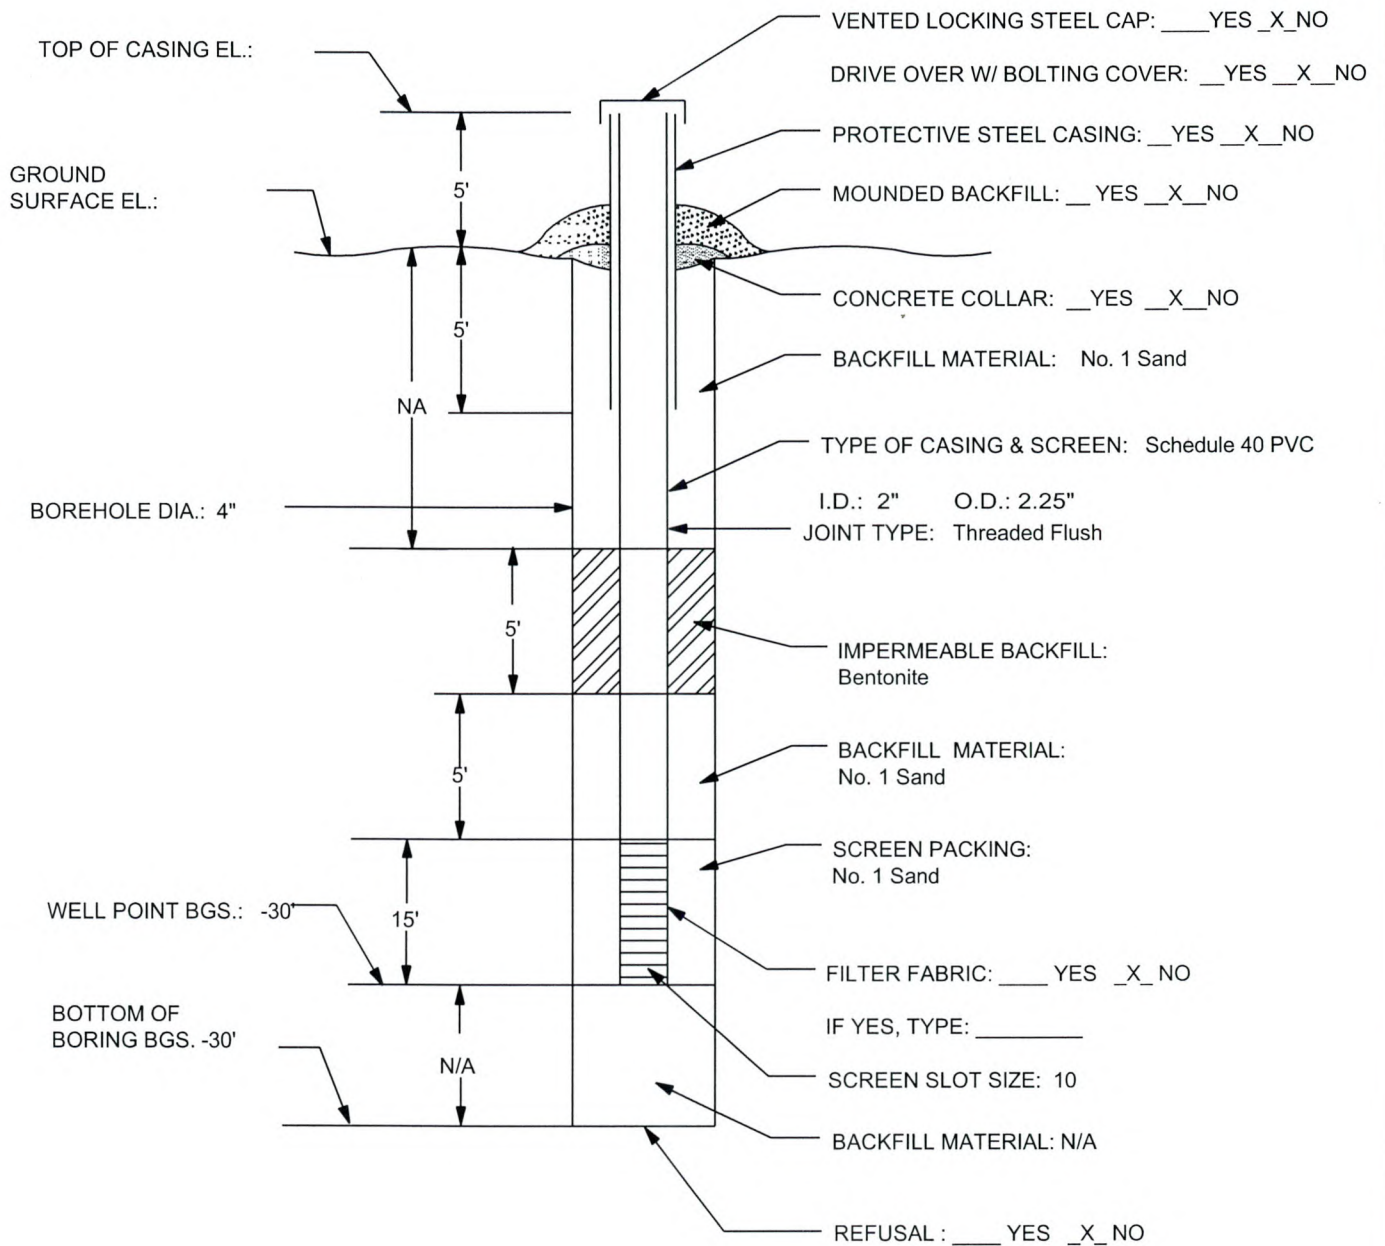 VENTED LOCKING STEEL CAP: ____YES _X_NO
TOP OF CASING EL.:
DRIVE OVER W/ BOLTING COVER: __YES __X__NO
PROTECTIVE STEEL CASING: __YES __X__NO
GROUND
SURFACE EL.:
5'
MOUNDED BACKFILL: __ YES __X__NO
CONCRETE COLLAR: __YES __X__NO
5'
BACKFILL MATERIAL: No. 1 Sand
NA
TYPE OF CASING & SCREEN: Schedule 40 PVC
BOREHOLE DIA.: 4"
I.D.: 2" O.D.: 2.25"
JOINT TYPE: Threaded Flush
5'
IMPERMEABLE BACKFILL:
Bentonite
BACKFILL MATERIAL:
No. 1 Sand
5'
SCREEN PACKING:
No. 1 Sand
WELL POINT BGS.: -30'
15'
FILTER FABRIC: ____ YES _X_ NO
BOTTOM OF
BORING BGS. -30'
IF YES, TYPE: _________
N/A
SCREEN SLOT SIZE: 10
BACKFILL MATERIAL: N/A
REFUSAL : ____ YES _X_ NO